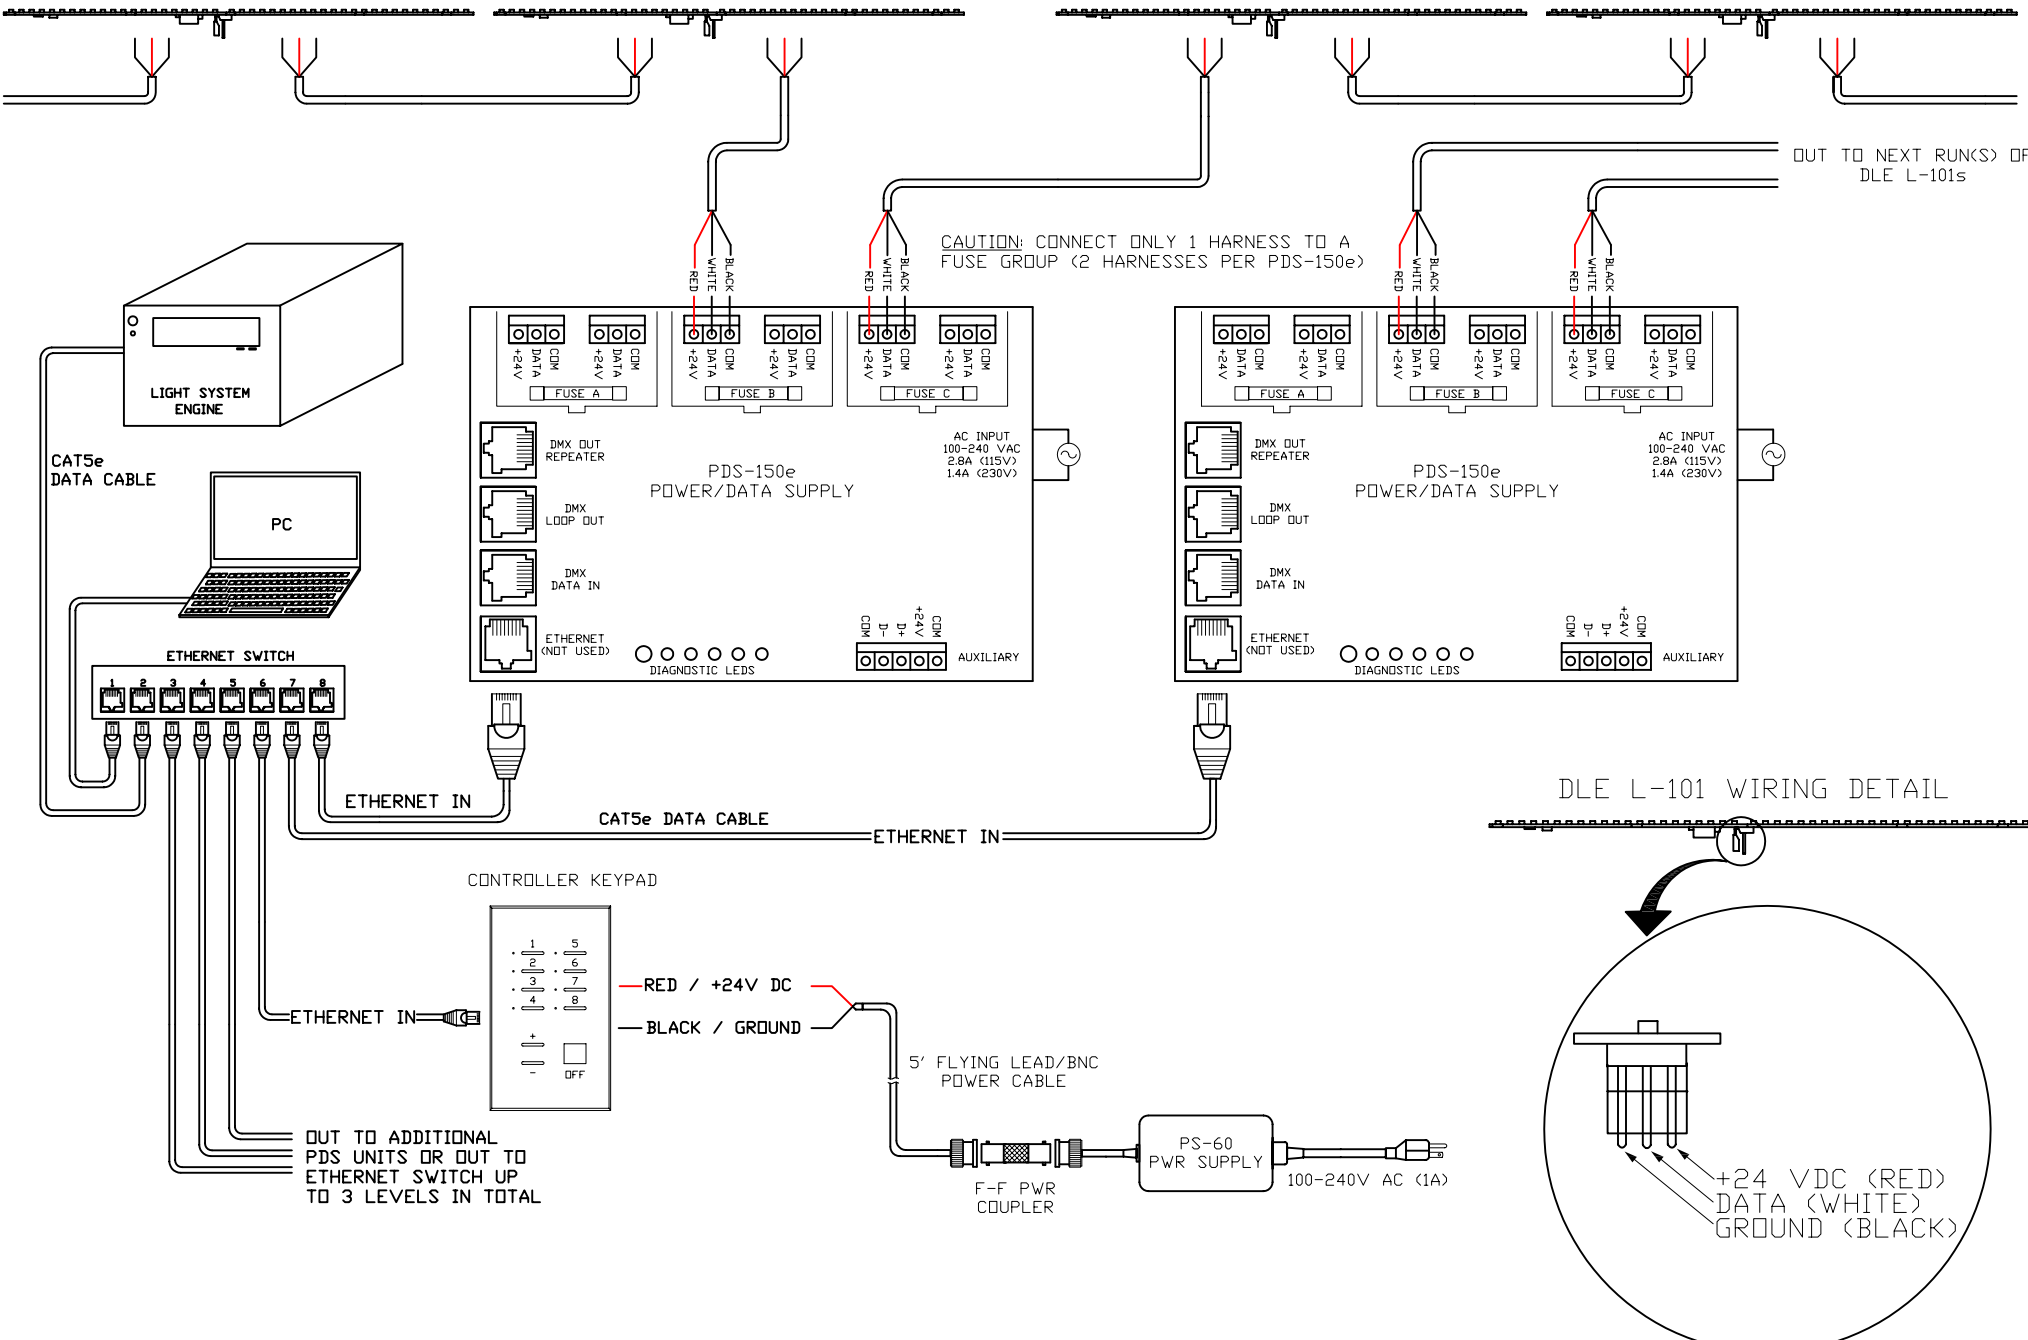 OUT TO NEXT RUN(S) OF
DLE L-101s
CAUTION: CONNECT ONLY 1 HARNESS TO A
FUSE GROUP (2 HARNESSES PER PDS-150e)
RED
WHITE
BLACK
RED
WHITE
BLACK
RED
WHITE
BLACK
RED
WHITE
BLACK
+24V
DATA
COM
+24V
DATA
COM
+24V
DATA
COM
+24V
DATA
COM
+24V
DATA
COM
+24V
DATA
COM
FUSE A
FUSE B
FUSE C
DMX OUT
REPEATER
DMX
LOOP OUT
DMX
DATA IN
ETHERNET
(NOT USED)
PDS-150e
POWER/DATA SUPPLY
AC INPUT
100-240 VAC
2.8A (115V)
1.4A (230V)
COM
D-
D+
+24V
COM
AUXILIARY
DIAGNOSTIC LEDS
+24V
DATA
COM
+24V
DATA
COM
+24V
DATA
COM
+24V
DATA
COM
+24V
DATA
COM
+24V
DATA
COM
FUSE A
FUSE B
FUSE C
DMX OUT
REPEATER
DMX
LOOP OUT
DMX
DATA IN
ETHERNET
(NOT USED)
PDS-150e
POWER/DATA SUPPLY
AC INPUT
100-240 VAC
2.8A (115V)
1.4A (230V)
COM
D-
D+
+24V
COM
AUXILIARY
DIAGNOSTIC LEDS
LIGHT SYSTEM
ENGINE
CAT5e
DATA CABLE
PC
ETHERNET SWITCH
1 2 3 4 5 6 7 8
ETHERNET IN
CAT5e DATA CABLE
ETHERNET IN
CONTROLLER KEYPAD
1 5
2 6
3 7
4 8
+
-
OFF
ETHERNET IN
RED / +24V DC
BLACK / GROUND
5' FLYING LEAD/BNC
POWER CABLE
F-F PWR
COUPLER
PS-60
PWR SUPPLY
100-240V AC (1A)
OUT TO ADDITIONAL
PDS UNITS OR OUT TO
ETHERNET SWITCH UP
TO 3 LEVELS IN TOTAL
DLE L-101 WIRING DETAIL
+24 VDC (RED)
DATA (WHITE)
GROUND (BLACK)